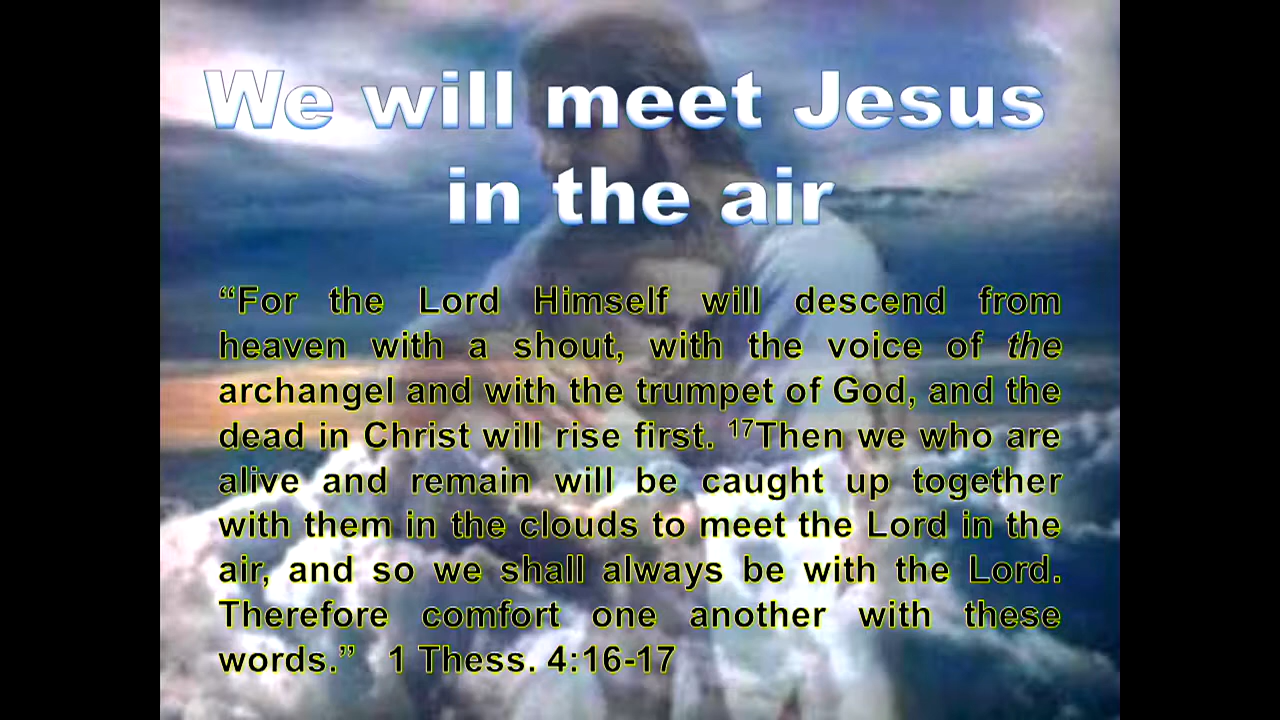 We will meet Jesus
in the air
“For the Lord Himself will descend from
heaven with a shout, with the voice of the
archangel and with the trumpet of God, and the
dead in Christ will rise first. ¹⁷Then we who are
alive and remain will be caught up together
with them in the clouds to meet the Lord in the
air, and so we shall always be with the Lord.
Therefore comfort one another with these
words.” 1 Thess. 4:16-17